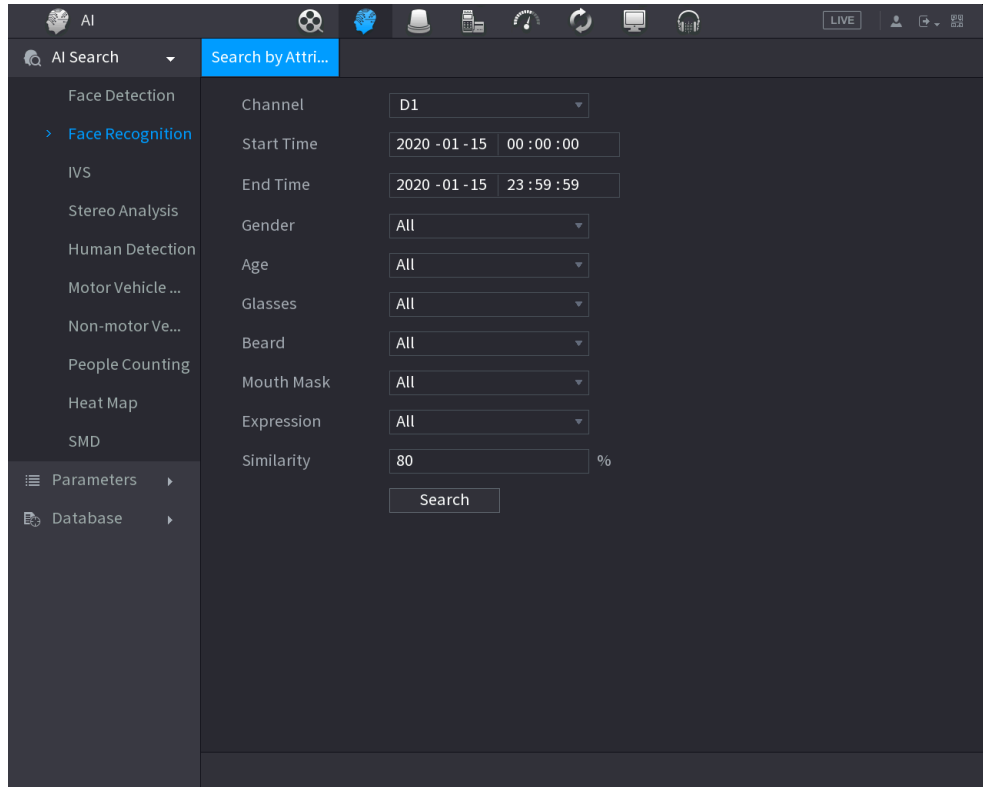 AI
LIVE
AI Search
Search by Attri...
Face Detection
> Face Recognition
IVS
Stereo Analysis
Human Detection
Motor Vehicle ...
Non-motor Ve...
People Counting
Heat Map
SMD
Parameters
Database
Channel D1
Start Time 2020 -01 -15 00 : 00 : 00
End Time 2020 -01 -15 23 : 59 : 59
Gender All
Age All
Glasses All
Beard All
Mouth Mask All
Expression All
Similarity 80 %
Search